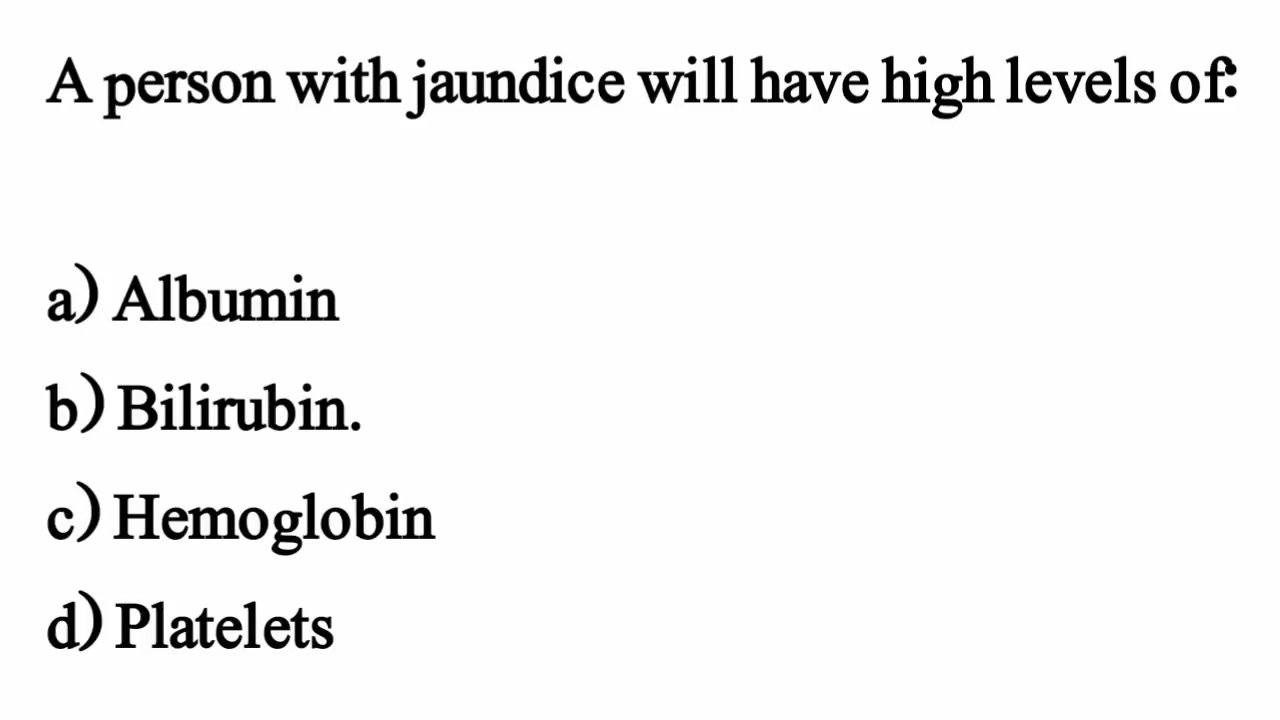 A person with jaundice will have high levels of:
a) Albumin
b) Bilirubin.
c) Hemoglobin
d) Platelets